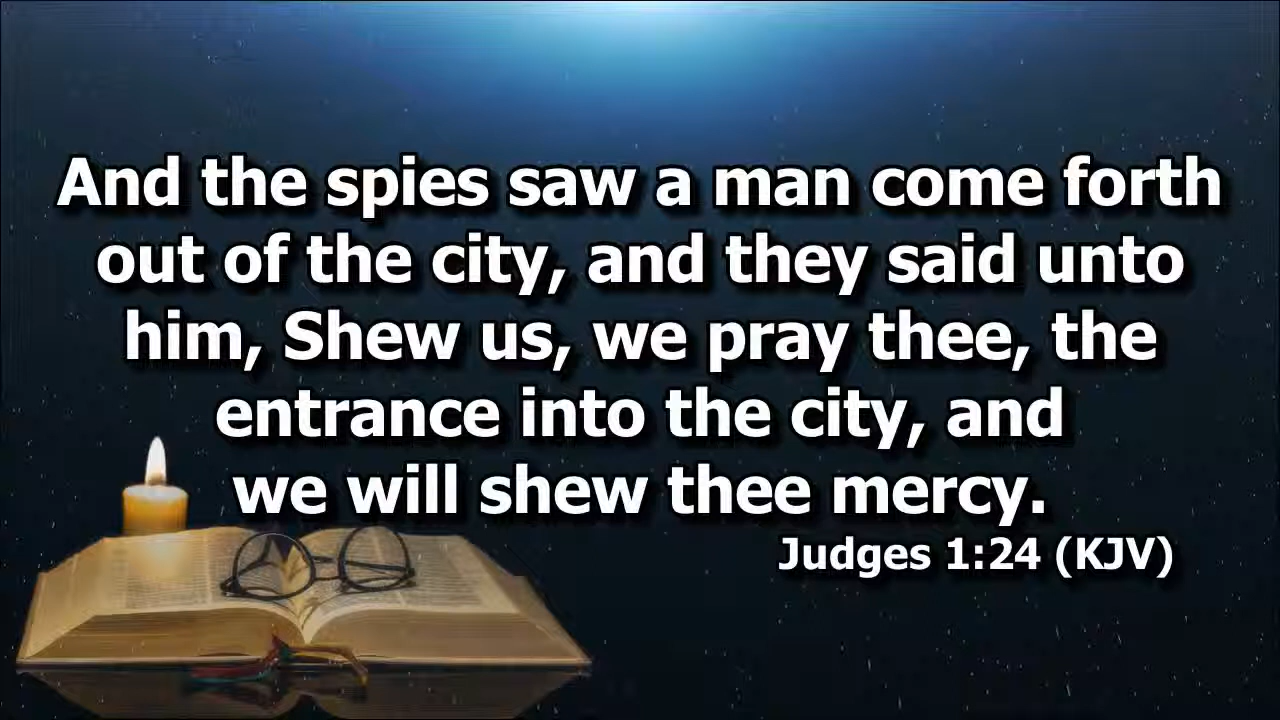 And the spies saw a man come forth
out of the city, and they said unto
him, Shew us, we pray thee, the
entrance into the city, and
we will shew thee mercy.
Judges 1:24 (KJV)